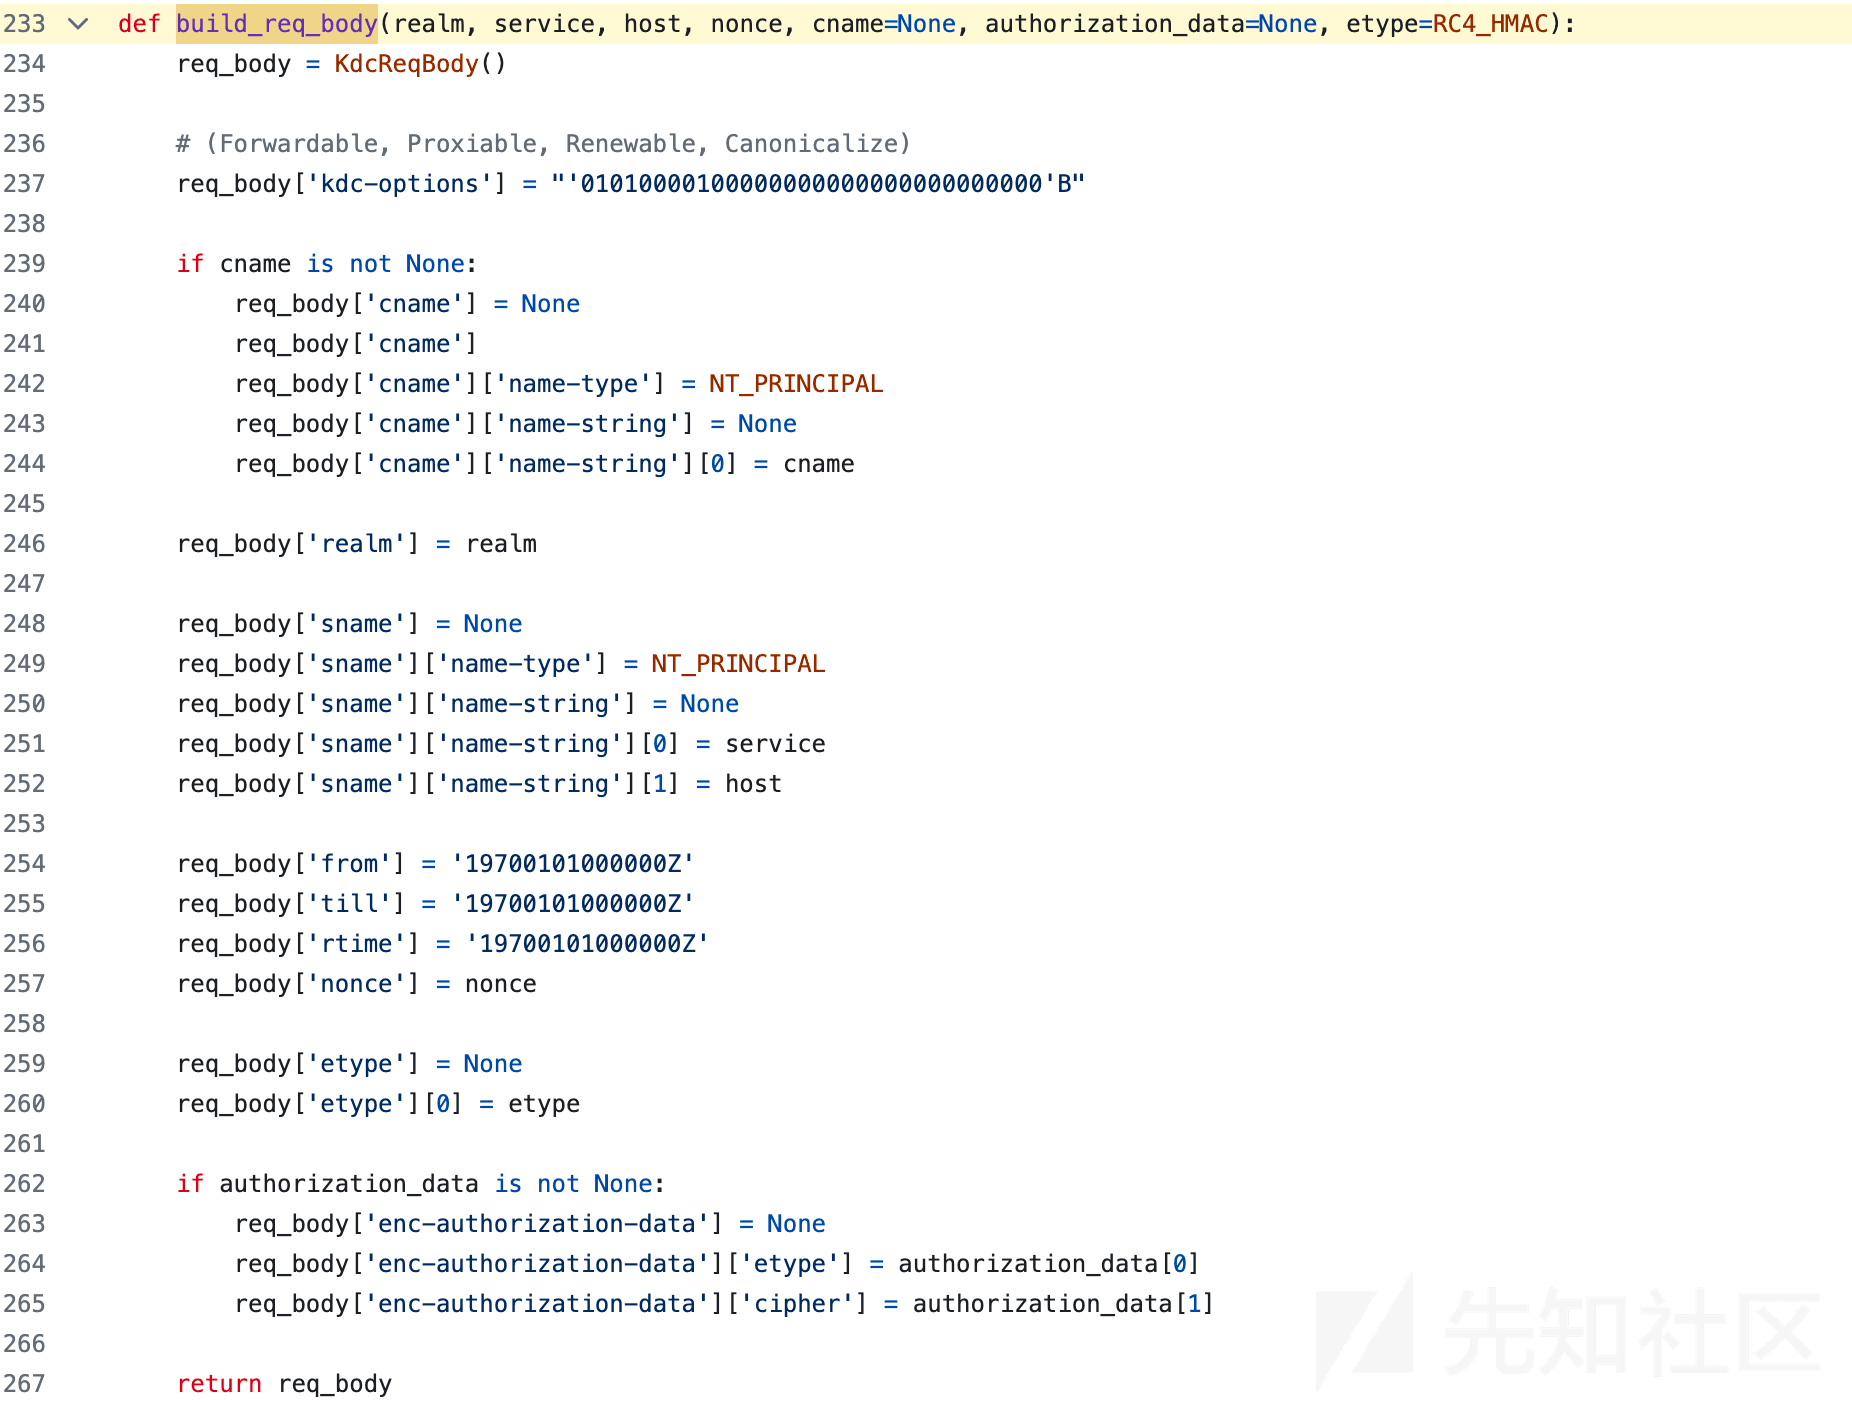 233 def build_req_body(realm, service, host, nonce, cname=None, authorization_data=None, etype=RC4_HMAC):
234     req_body = KdcReqBody()
235
236     # (Forwardable, Proxiable, Renewable, Canonicalize)
237     req_body['kdc-options'] = "'01010000100000000000000000000000'B"
238
239     if cname is not None:
240         req_body['cname'] = None
241         req_body['cname']
242         req_body['cname']['name-type'] = NT_PRINCIPAL
243         req_body['cname']['name-string'] = None
244         req_body['cname']['name-string'][0] = cname
245
246     req_body['realm'] = realm
247
248     req_body['sname'] = None
249     req_body['sname']['name-type'] = NT_PRINCIPAL
250     req_body['sname']['name-string'] = None
251     req_body['sname']['name-string'][0] = service
252     req_body['sname']['name-string'][1] = host
253
254     req_body['from'] = '19700101000000Z'
255     req_body['till'] = '19700101000000Z'
256     req_body['rtime'] = '19700101000000Z'
257     req_body['nonce'] = nonce
258
259     req_body['etype'] = None
260     req_body['etype'][0] = etype
261
262     if authorization_data is not None:
263         req_body['enc-authorization-data'] = None
264         req_body['enc-authorization-data']['etype'] = authorization_data[0]
265         req_body['enc-authorization-data']['cipher'] = authorization_data[1]
266
267     return req_body
先知社区